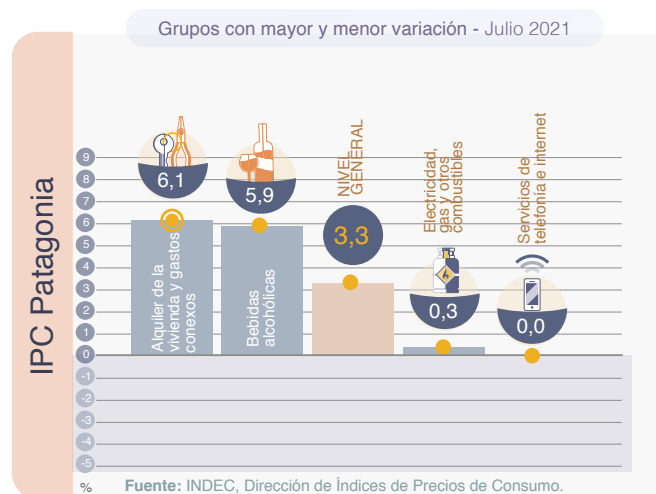 Grupos con mayor y menor variación - Julio 2021
IPC Patagonia
9
8
7
6
5
4
3
2
1
0
-1
-2
-3
-4
-5
%
6,1
Alquiler de la
vivienda y gastos
conexos
5,9
Bebidas
alcohólicas
NIVEL
GENERAL
3,3
Electricidad,
gas y otros
combustibles
0,3
Servicios de
telefonía e internet
0,0
Fuente: INDEC, Dirección de Índices de Precios de Consumo.